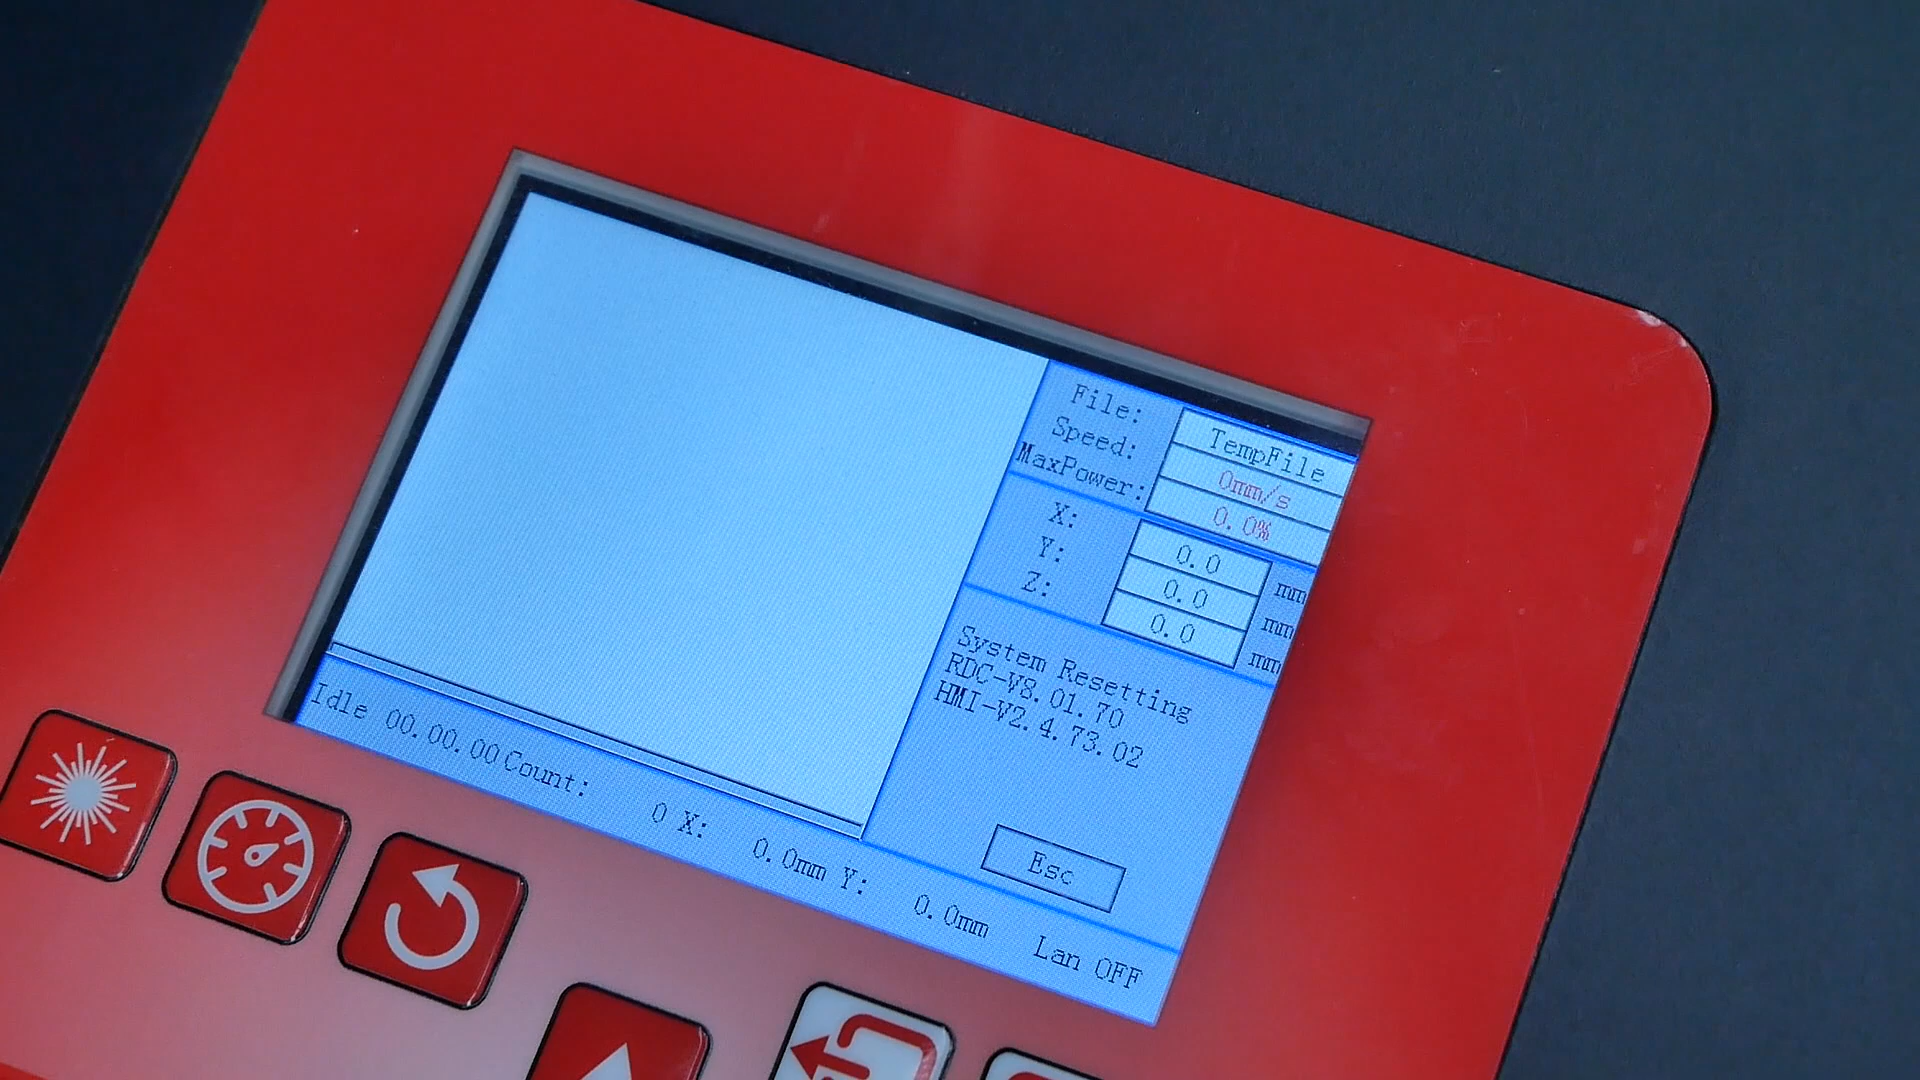 File: TempFile
Speed: 0mm/s
MaxPower: 0.0%
X: 0.0 mm
Y: 0.0 mm
Z: 0.0 mm
System Resetting
RDC-V8.01.70
HMI-V2.4.73.02
Esc
Idle 00.00.00 Count: 0 X: 0.0mm Y: 0.0mm Lan OFF